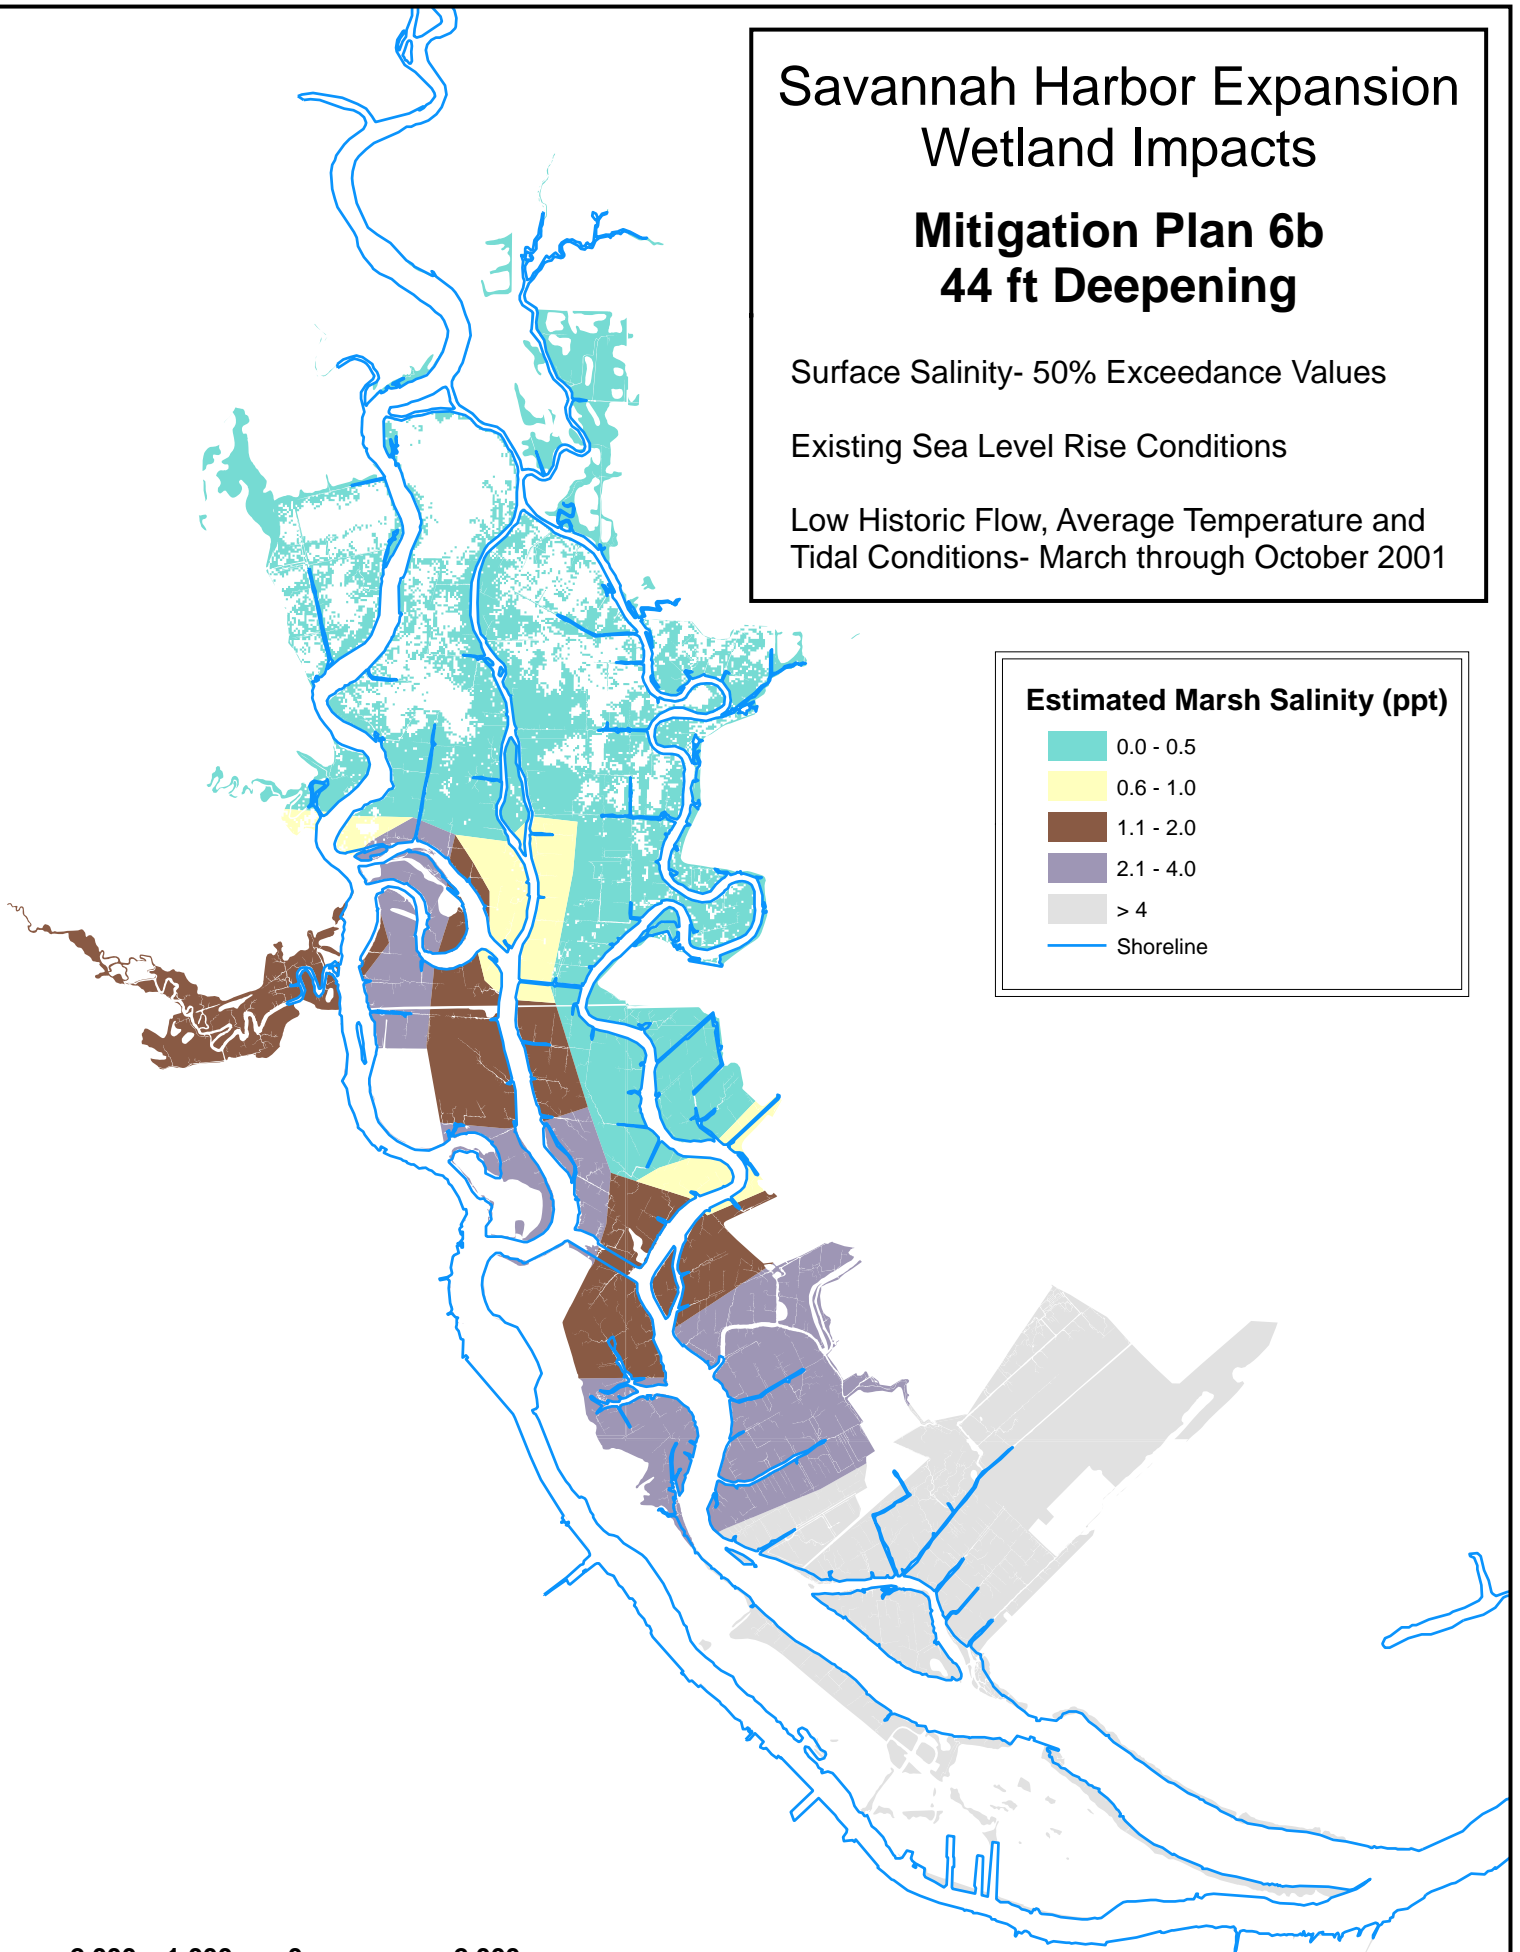 Savannah Harbor Expansion
Wetland Impacts
Mitigation Plan 6b
44 ft Deepening
Surface Salinity- 50% Exceedance Values
Existing Sea Level Rise Conditions
Low Historic Flow, Average Temperature and
Tidal Conditions- March through October 2001
Estimated Marsh Salinity (ppt)
0.0 - 0.5
0.6 - 1.0
1.1 - 2.0
2.1 - 4.0
> 4
Shoreline